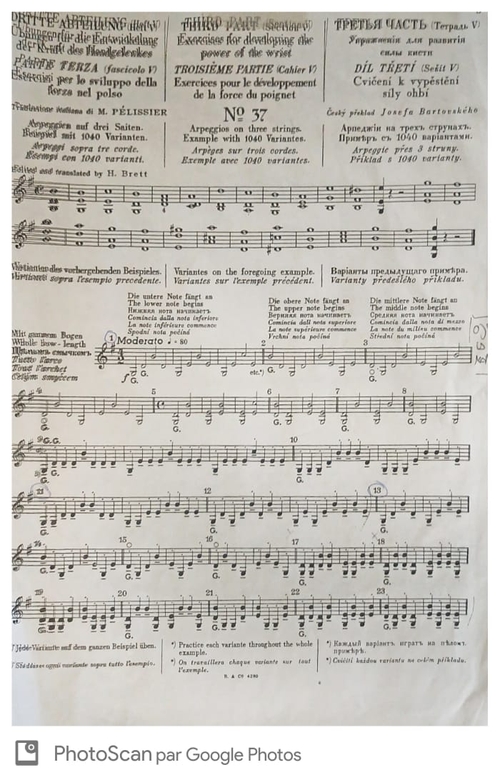 DRITTE ABTEILUNG (Heft V)
Übungen für die Entwickelung
der Kraft des Handgelenkes
PARTE TERZA (fascicolo V)
Esercizi per lo sviluppo della
forza nel polso
THIRD PART (Section V)
Exercises for developing the
power of the wrist
TROISIÈME PARTIE (Cahier V)
Exercices pour le développement
de la force du poignet
ТРЕТЬЯ ЧАСТЬ (Тетрадь V)
Упражненія для развитія
силы кисти
DÍL TŘETÍ (Sešit V)
Cvičení k vypěstění
síly ohbí
Traduzione italiana di M. PÉLISSIER
Nº 37
Český překlad Josefa Bartovského
Arpeggien auf drei Saiten.
Beispiel mit 1040 Varianten.
Arpeggi sopra tre corde.
Esempi con 1040 varianti.
Arpeggios on three strings.
Example with 1040 Variantes.
Arpèges sur trois cordes.
Exemple avec 1040 variantes.
Арпеджіи на трехъ струнахъ.
Примѣръ съ 1040 варіантами.
Arpeggie přes 3 struny.
Příklad s 1040 varianty.
Edited and translated by H. Brett
Variationen des vorhergehenden Beispieles.
Varianti sopra l'esempio precedente.
Variantes on the foregoing example.
Variantes sur l'exemple précédent.
Варіанты предыдущаго примѣра.
Varianty předešlého příkladu.
Die untere Note fängt an
The lower note begins
Нижняя нота начинаетъ
Comincia dalla nota inferiore
La note inférieure commence
Spodní nota počíná
Die obere Note fängt an
The upper note begins
Верхняя нота начинаетъ
Comincia dall nota superiore
La note supérieure commence
Vrchní nota počíná
Die mittlere Note fängt an
The middle note begins
Средняя нота начинаетъ
Comincia dalla nota di mezzo
La note du milieu commence
Střední nota počíná
Mit ganzem Bogen
Whole bow-length
Цѣлымъ смычкомъ
Tutto l'arco
Tout l'archet
Celým smyčcem
1 Moderato ♩ = 80
2
3
f G.
etc.*)
G.
G.
4
5
6
7
8
9 G.G.
10
11
12
13
14
15
16
17
18
19
20
21
22
23
*) Jede Variante auf dem ganzen Beispiel üben.
*) Studiare ogni variante sopra tutto l'esempio.
*) Practice each variante throughout the whole
example.
*) On travaillera chaque variante sur tout
l'exemple.
*) Каждый варіантъ играть на цѣломъ
примѣрѣ.
*) Cvičiti každou variantu na celém příkladu.
PhotoScan par Google Photos